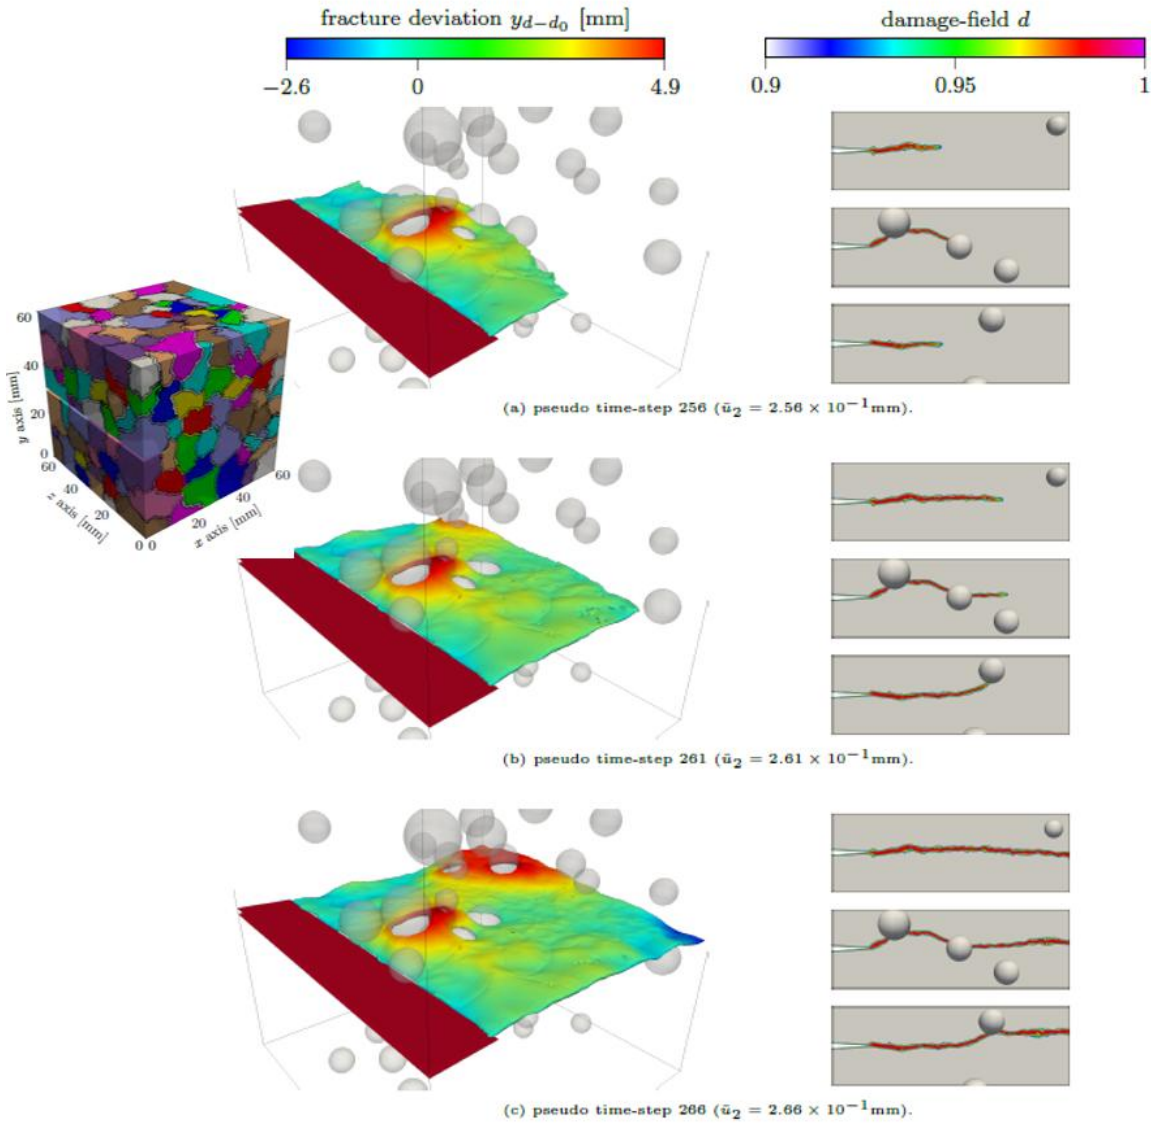 fracture deviation y_{d−d_0} [mm]
damage-field d
−2.6 0 4.9
0.9 0.95 1
(a) pseudo time-step 256 (ū₂ = 2.56 × 10⁻¹mm).
60
40
20
0
y axis [mm]
60
40
20
0
z axis [mm]
0
20
40
60
x axis [mm]
(b) pseudo time-step 261 (ū₂ = 2.61 × 10⁻¹mm).
(c) pseudo time-step 266 (ū₂ = 2.66 × 10⁻¹mm).